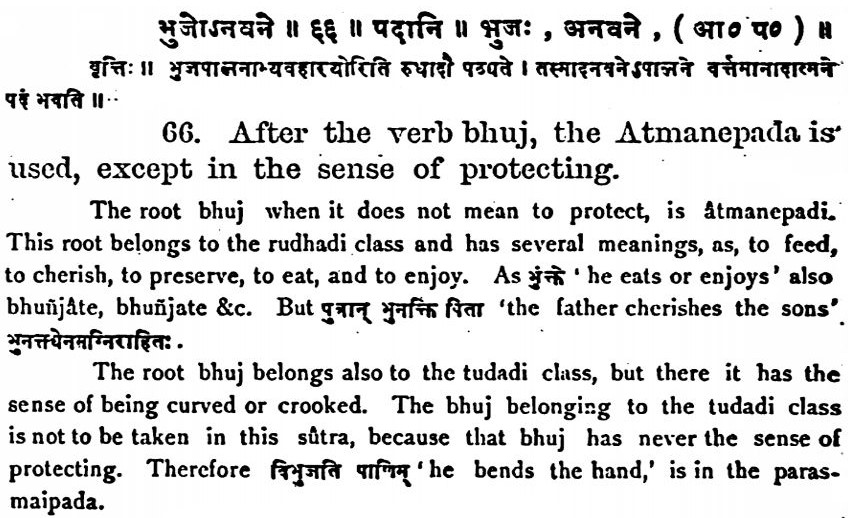 भुजोऽनवने ॥ ६६ ॥ पदानि ॥ भुजः , अनवने , ( आ० प० ) ॥
वृत्तिः ॥ भुजपालनाभ्यवहारयोरिति रुधादौ पठ्यते । तस्मादनवनेऽपालने वर्त्तमानादात्मने
पदं भवति ॥
66. After the verb bhuj, the Atmanepada is
used, except in the sense of protecting.
The root bhuj when it does not mean to protect, is âtmanepadi.
This root belongs to the rudhadi class and has several meanings, as, to feed,
to cherish, to preserve, to eat, and to enjoy. As भुंक्ते ' he eats or enjoys' also
bhuñjâte, bhuñjate &c. But पुत्रान् भुनक्ति पिता 'the father cherishes the sons'
भुनक्तयेनमग्निराहितः .
The root bhuj belongs also to the tudadi class, but there it has the
sense of being curved or crooked. The bhuj belonging to the tudadi class
is not to be taken in this sûtra, because that bhuj has never the sense of
protecting. Therefore विभुजति पाणिम् ' he bends the hand,' is in the paras-
maipada.